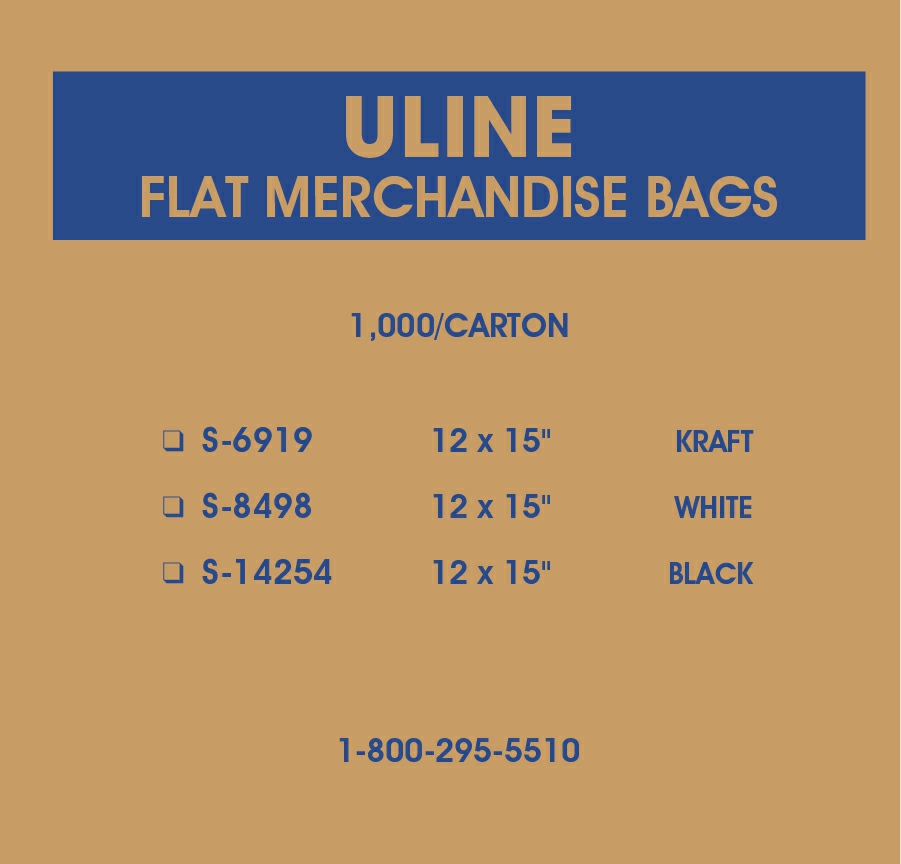 ULINE
FLAT MERCHANDISE BAGS
1,000/CARTON
❏ S-6919 12 x 15" KRAFT
❏ S-8498 12 x 15" WHITE
❏ S-14254 12 x 15" BLACK
1-800-295-5510